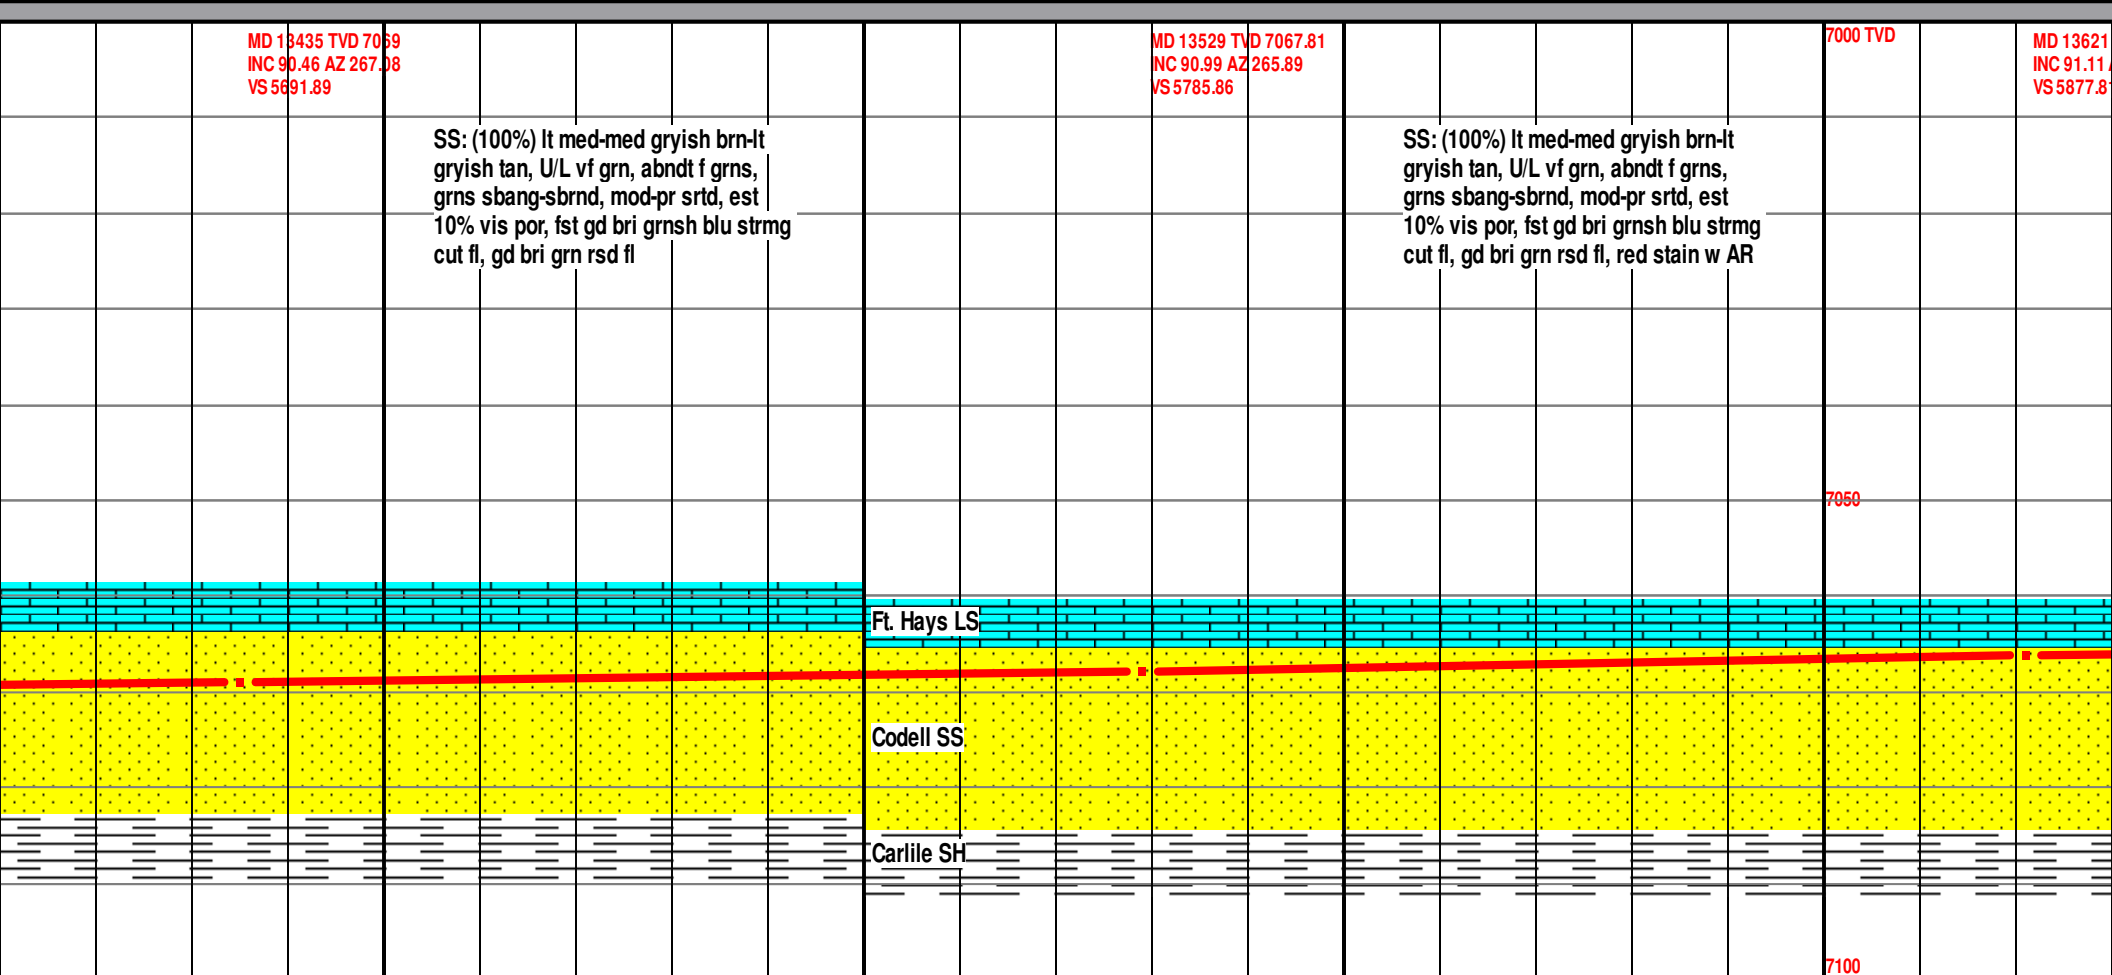 MD 13435 TVD 7069
INC 90.46 AZ 267.08
VS 5691.89
MD 13529 TVD 7067.81
INC 90.99 AZ 265.89
VS 5785.86
7000 TVD
MD 13621
INC 91.11
VS 5877.8
SS: (100%) lt med-med gryish brn-lt
gryish tan, U/L vf grn, abndt f grns,
grns sbang-sbrnd, mod-pr srtd, est
10% vis por, fst gd bri grnsh blu strmg
cut fl, gd bri grn rsd fl
SS: (100%) lt med-med gryish brn-lt
gryish tan, U/L vf grn, abndt f grns,
grns sbang-sbrnd, mod-pr srtd, est
10% vis por, fst gd bri grnsh blu strmg
cut fl, gd bri grn rsd fl, red stain w AR
7050
Ft. Hays LS
Codell SS
Carlile SH
7100